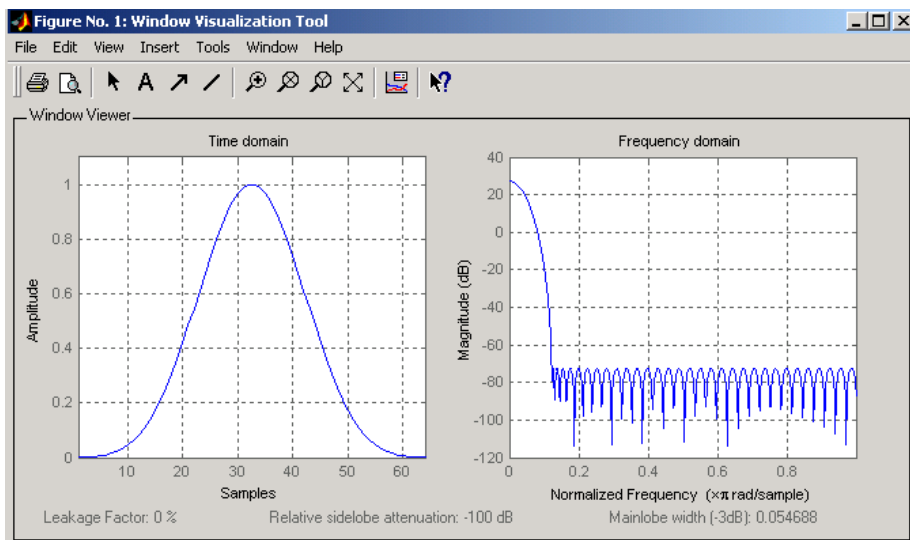 Figure No. 1: Window Visualization Tool
File Edit View Insert Tools Window Help
A
Window Viewer
Time domain
Amplitude
1
0.8
0.6
0.4
0.2
0
10 20 30 40 50 60
Samples
Frequency domain
Magnitude (dB)
40
20
0
-20
-40
-60
-80
-100
-120
0 0.2 0.4 0.6 0.8
Normalized Frequency (×π rad/sample)
Leakage Factor: 0 % Relative sidelobe attenuation: -100 dB Mainlobe width (-3dB): 0.054688